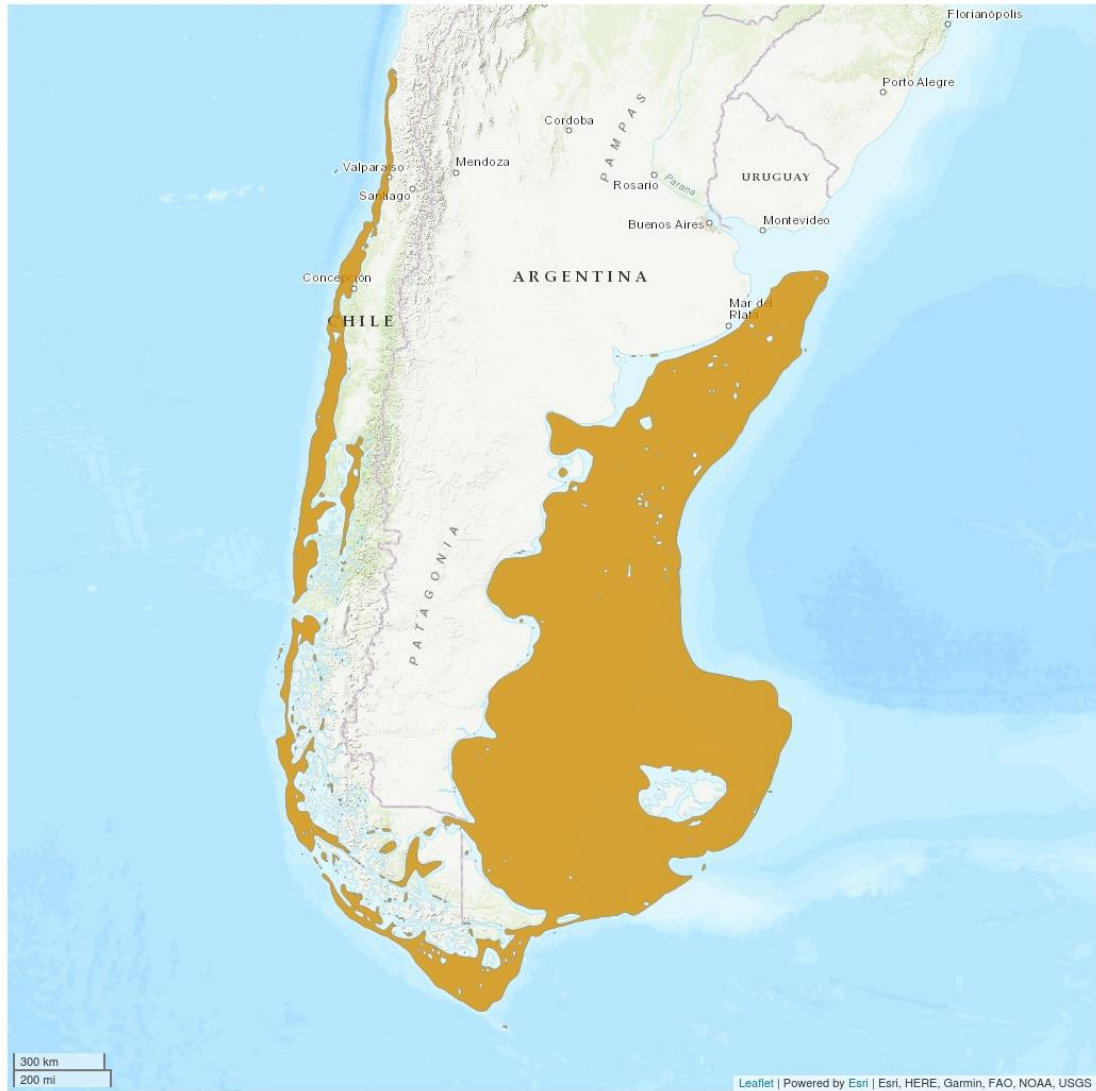 Florianópolis
Porto Alegre
Cordoba
PAMPAS
Mendoza
Valparaíso
Santiago
Rosario
Parana
URUGUAY
Buenos Aires
Montevideo
ARGENTINA
Concepción
Mar del
Plata
CHILE
PATAGONIA
300 km
200 mi
Leaflet | Powered by Esri | Esri, HERE, Garmin, FAO, NOAA, USGS